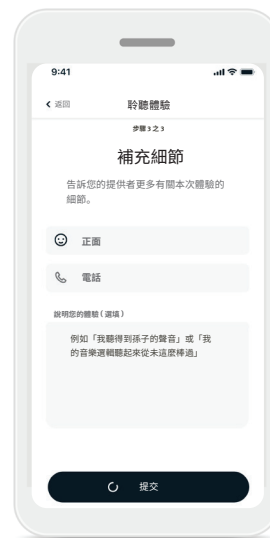 9:41
返回
聆聽體驗
步驟 3 之 3
補充細節
告訴您的提供者更多有關本次體驗的
細節。
正面
電話
說明您的體驗（選填）
例如「我聽得到孫子的聲音」或「我
的音樂選輯聽起來從未這麼棒過」
提交